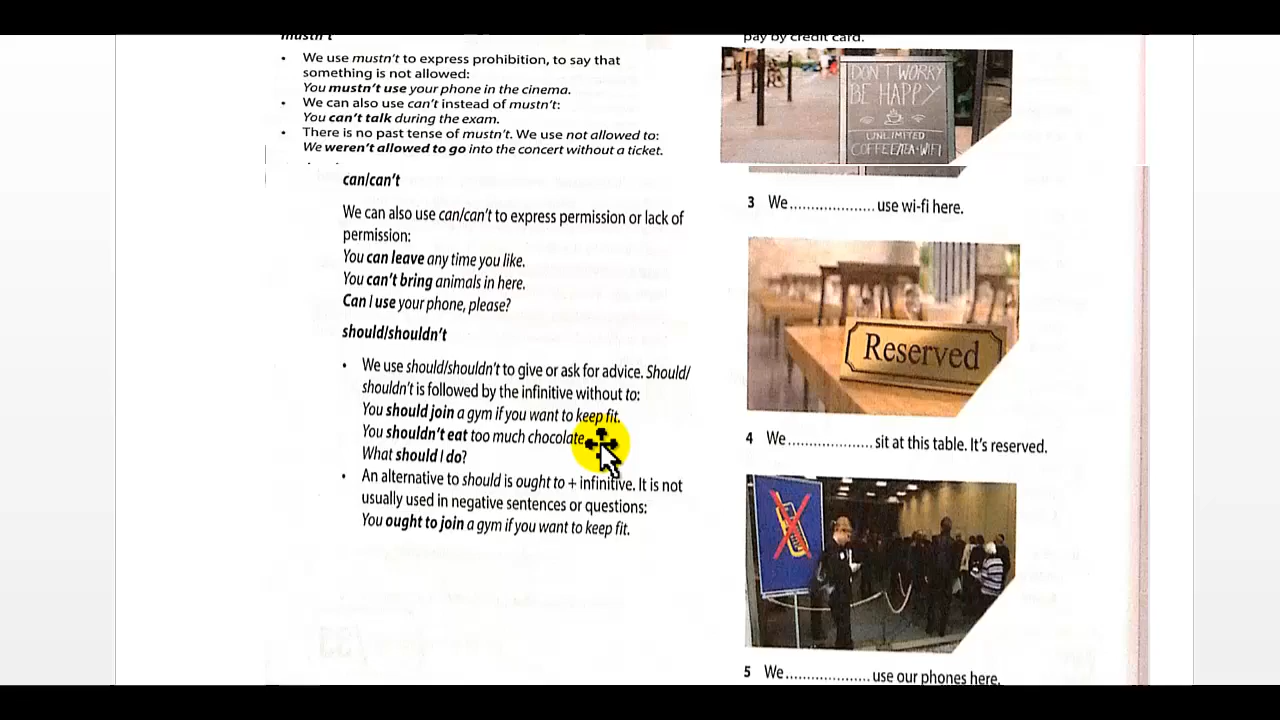 mustn't
• We use mustn't to express prohibition, to say that
something is not allowed:
You mustn't use your phone in the cinema.
• We can also use can't instead of mustn't:
You can't talk during the exam.
• There is no past tense of mustn't. We use not allowed to:
We weren't allowed to go into the concert without a ticket.
can/can't
We can also use can/can't to express permission or lack of
permission:
You can leave any time you like.
You can't bring animals in here.
Can I use your phone, please?
should/shouldn't
• We use should/shouldn't to give or ask for advice. Should/
shouldn't is followed by the infinitive without to:
You should join a gym if you want to keep fit.
You shouldn't eat too much chocolate
What should I do?
• An alternative to should is ought to + infinitive. It is not
usually used in negative sentences or questions:
You ought to join a gym if you want to keep fit.
pay by credit card.
DON'T WORRY
BE HAPPY
UNLIMITED
COFFEE/TEA+WIFI
3 We.................... use wi-fi here.
Reserved
4 We.................... sit at this table. It's reserved.
5 We.................... use our phones here.